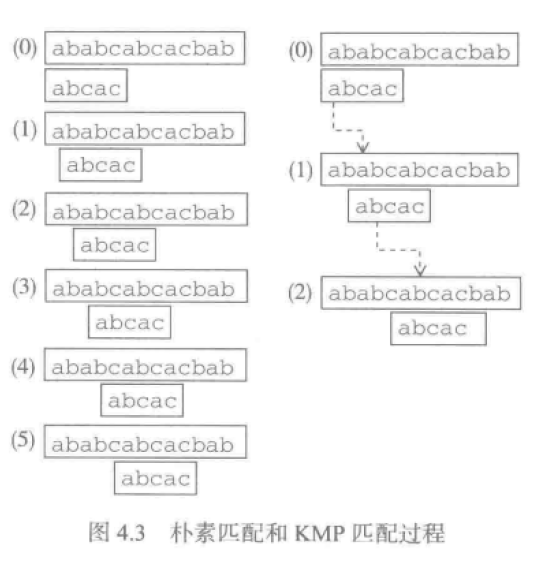 (0) ababcabcacbab
abcac
(1) ababcabcacbab
abcac
(2) ababcabcacbab
abcac
(3) ababcabcacbab
abcac
(4) ababcabcacbab
abcac
(5) ababcabcacbab
abcac
(0) ababcabcacbab
abcac
(1) ababcabcacbab
abcac
(2) ababcabcacbab
abcac
图 4.3 朴素匹配和 KMP 匹配过程